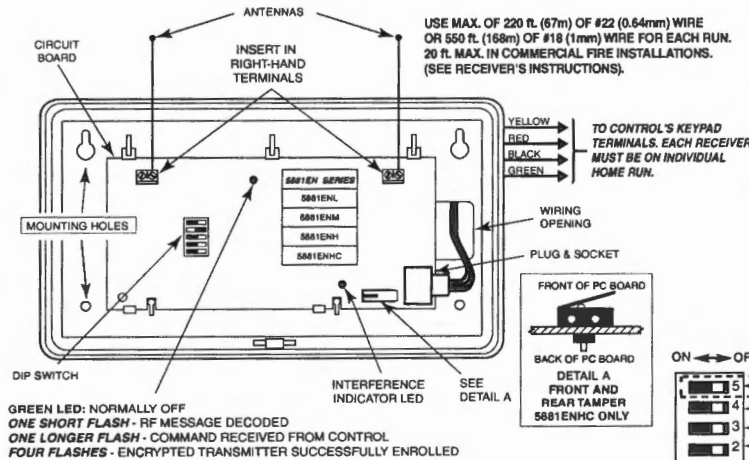 ANTENNAS
USE MAX. OF 220 ft. (67m) OF #22 (0.64mm) WIRE
OR 550 ft. (168m) OF #18 (1mm) WIRE FOR EACH RUN.
20 ft. MAX. IN COMMERCIAL FIRE INSTALLATIONS.
(SEE RECEIVER'S INSTRUCTIONS).
CIRCUIT
BOARD
INSERT IN
RIGHT-HAND
TERMINALS
YELLOW
RED
BLACK
GREEN
TO CONTROL'S KEYPAD
TERMINALS. EACH RECEIVER
MUST BE ON INDIVIDUAL
HOME RUN.
5881EN SERIES
5881ENL
5881ENM
5881ENH
5881ENHC
MOUNTING HOLES
WIRING
OPENING
PLUG & SOCKET
FRONT OF PC BOARD
BACK OF PC BOARD
DETAIL A
FRONT AND
REAR TAMPER
5881ENHC ONLY
DIP SWITCH
INTERFERENCE
INDICATOR LED
SEE
DETAIL A
ON
5
4
3
2
GREEN LED: NORMALLY OFF
ONE SHORT FLASH - RF MESSAGE DECODED
ONE LONGER FLASH - COMMAND RECEIVED FROM CONTROL
FOUR FLASHES - ENCRYPTED TRANSMITTER SUCCESSFULLY ENROLLED